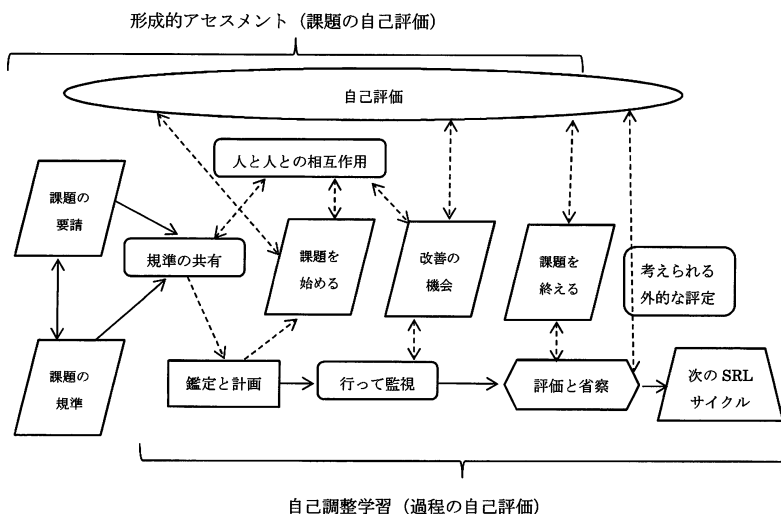 形成的アセスメント（課題の自己評価）
自己評価
人と人との相互作用
課題の
要請
規準の共有
課題を
始める
改善の
機会
課題を
終える
考えられる
外的な評定
課題の
規準
鑑定と計画
行って監視
評価と省察
次の SRL
サイクル
自己調整学習（過程の自己評価）